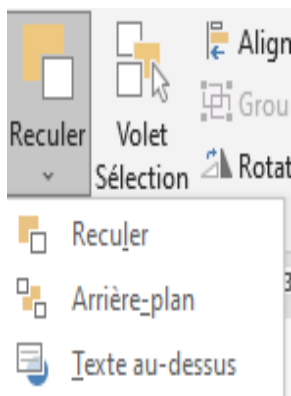 Align
Grou
Reculer
Volet
Sélection
Rotat
Reculer
Arrière-plan
Texte au-dessus